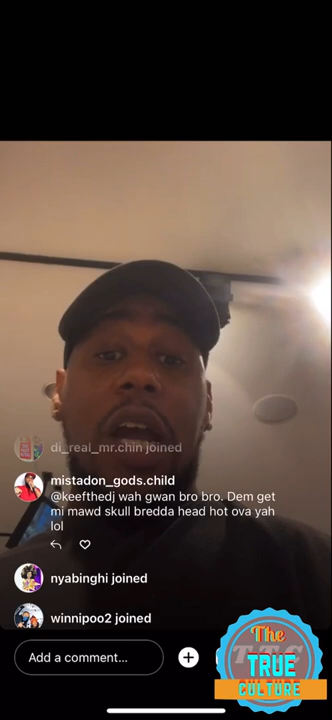 di_real_mr.chin joined
mistadon_gods.child
@keefthedj wah gwan bro bro. Dem get
mi mawd skull bredda head hot ova yah
lol
nyabinghi joined
winnipoo2 joined
Add a comment...
The
TRUE
CULTURE